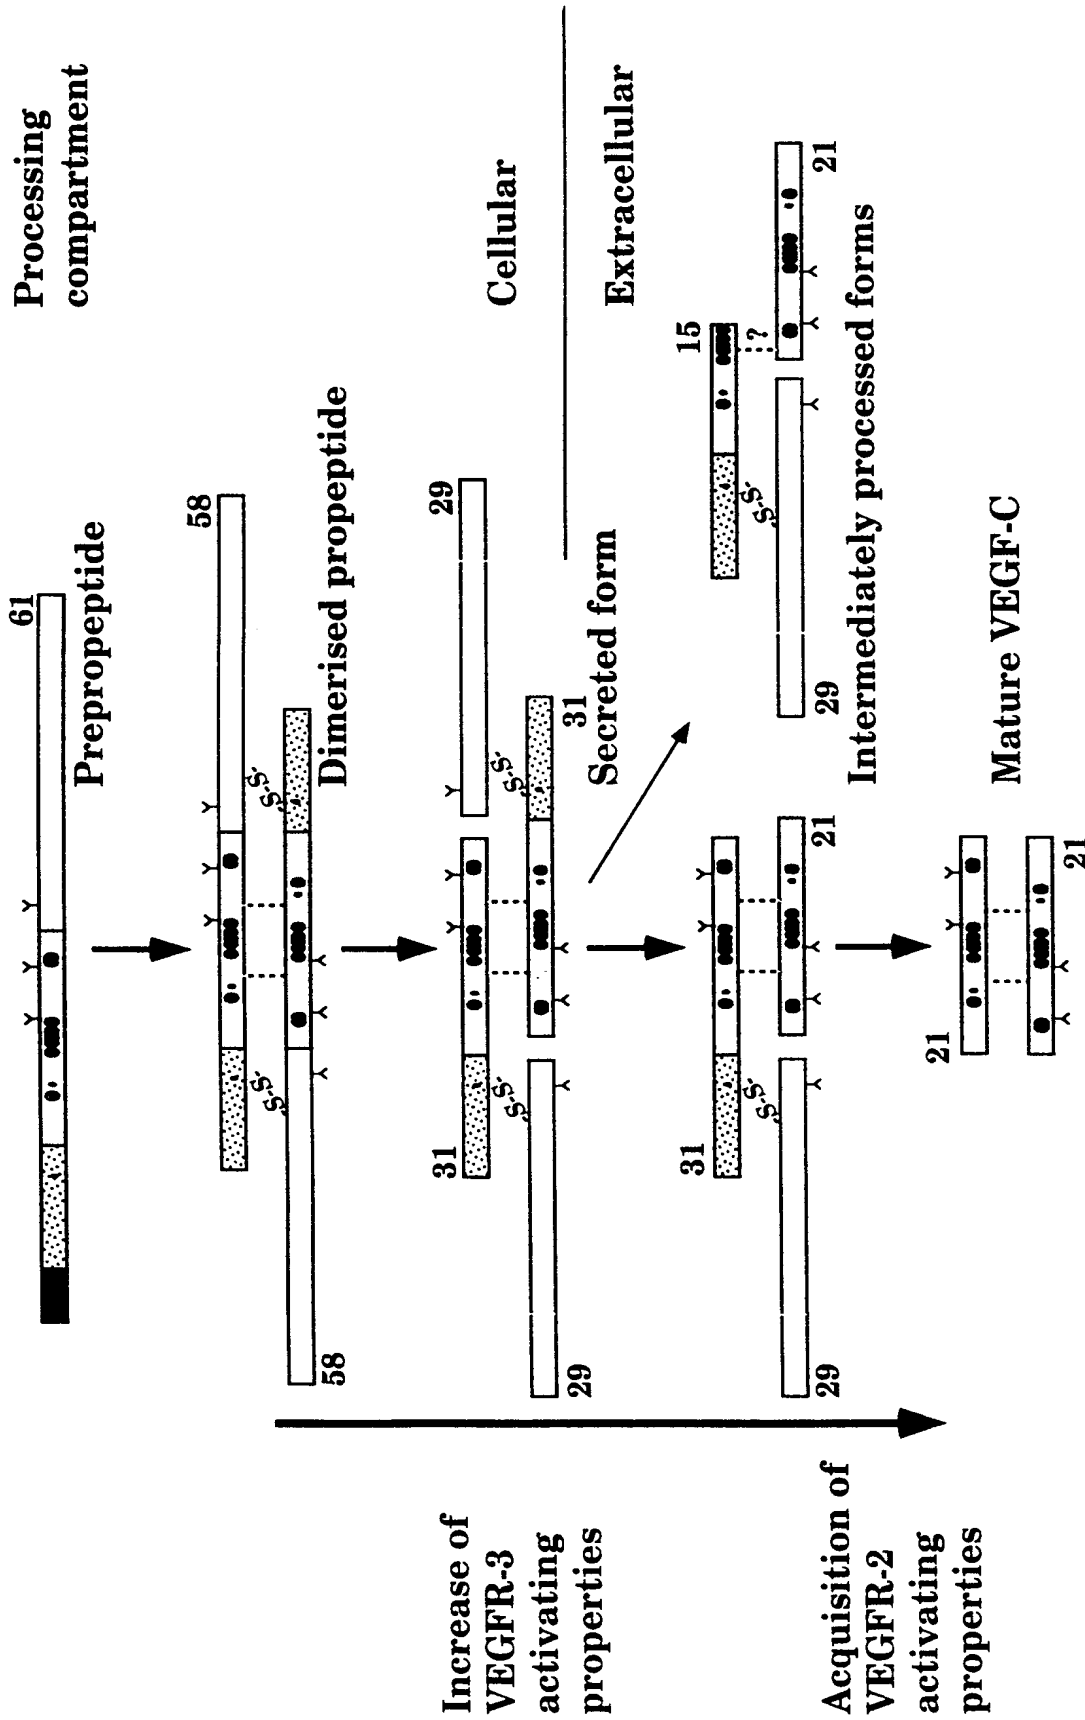 Processing
compartment
61
Prepropeptide
58
58
Dimerised propeptide
Cellular
31
29
S-S
S-S
29
31
Secreted form
Extracellular
Increase of
VEGFR-3
activating
properties
31
S-S
29
21
15
S-S
?
29
21
Intermediately processed forms
Acquisition of
VEGFR-2
activating
properties
21
21
Mature VEGF-C
S-S
S-S